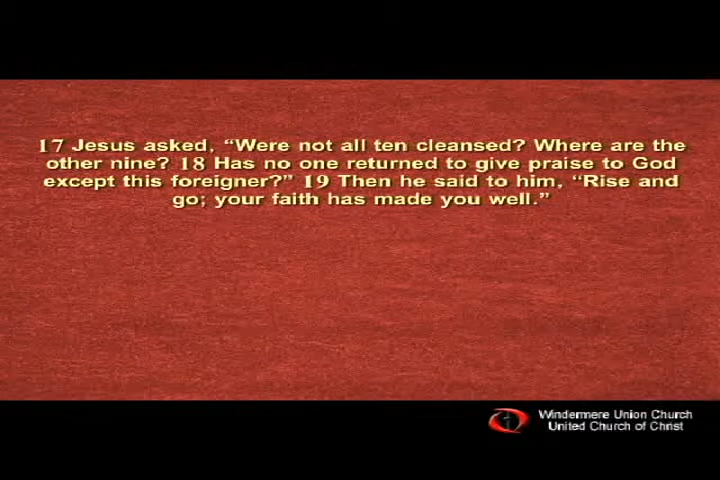 17 Jesus asked, “Were not all ten cleansed? Where are the
other nine? 18 Has no one returned to give praise to God
except this foreigner?” 19 Then he said to him, “Rise and
go; your faith has made you well.”
Windermere Union Church
United Church of Christ